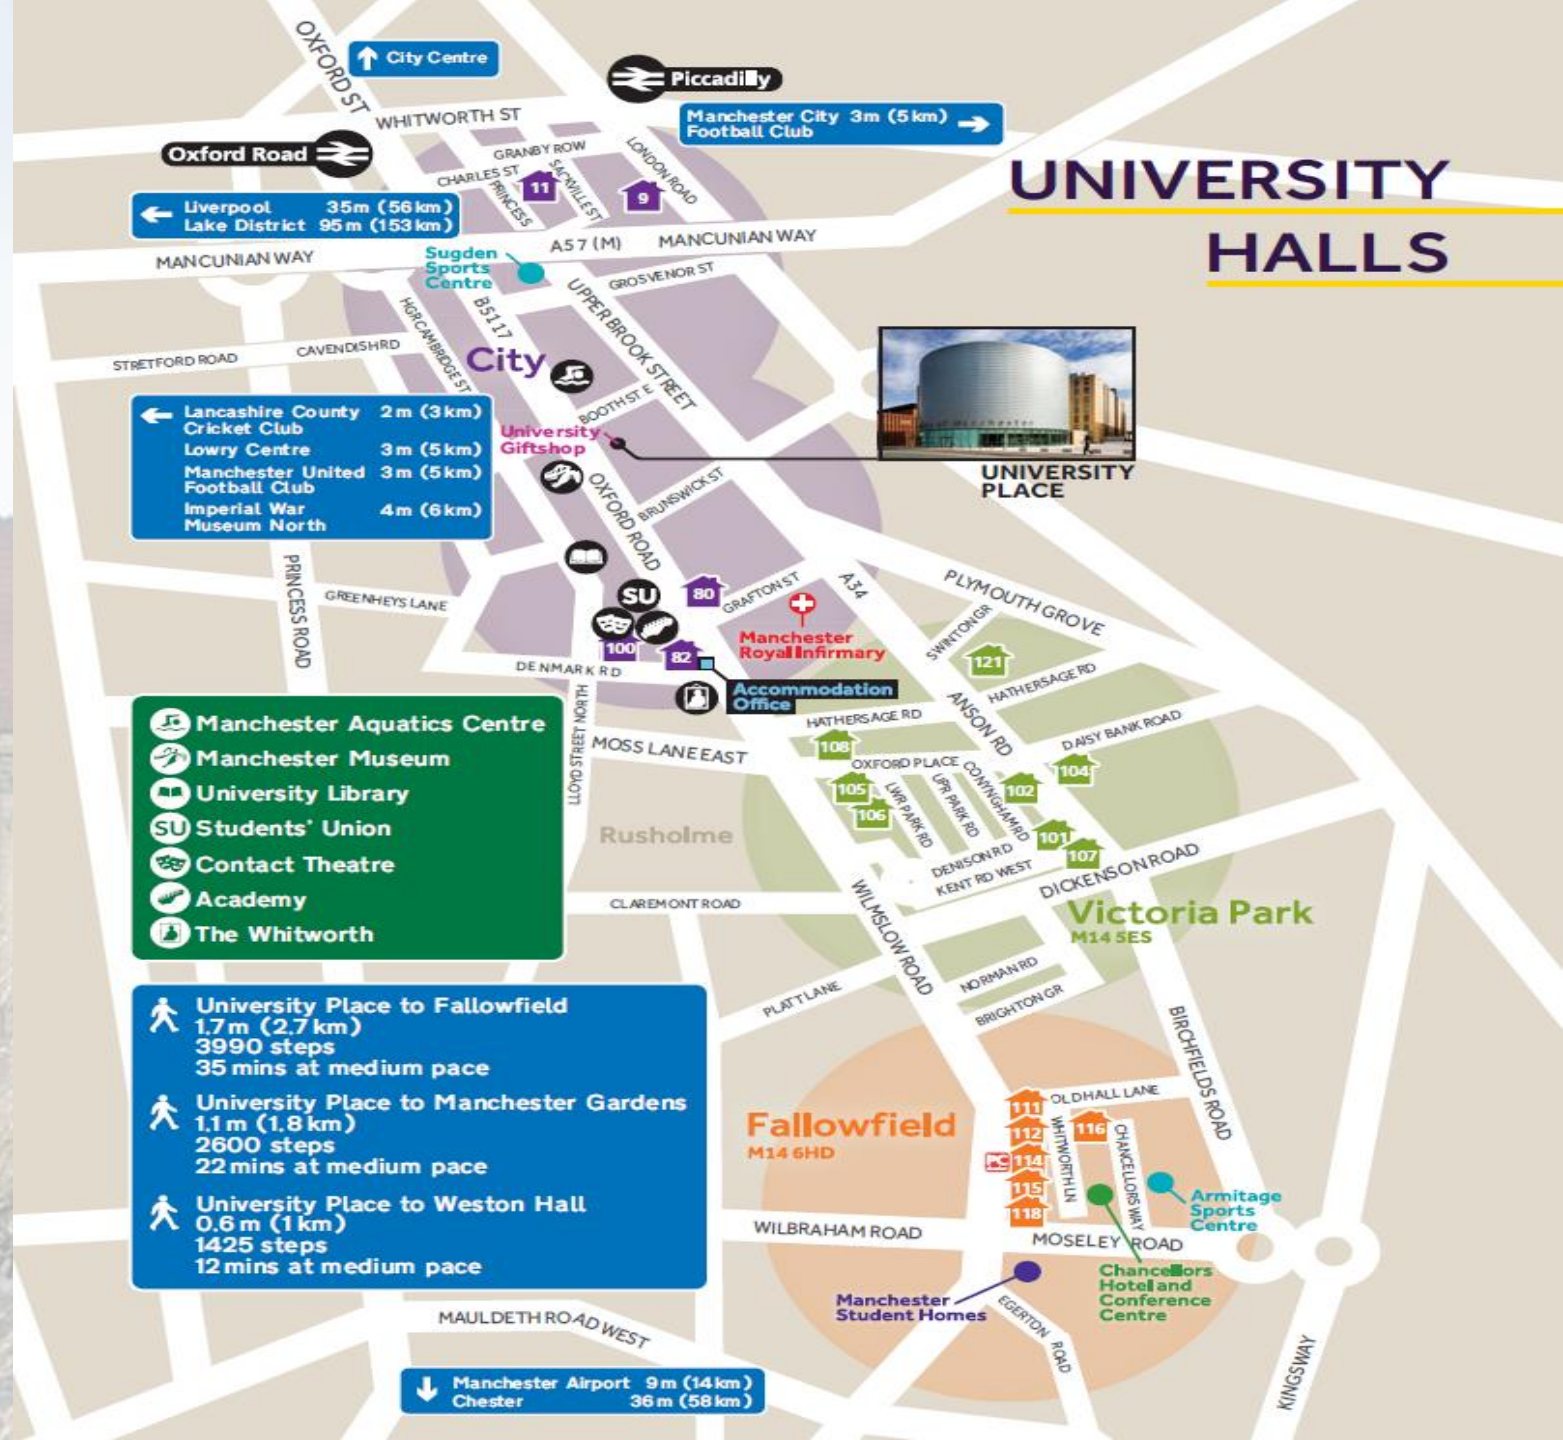 OXFORD ST
City Centre
Piccadilly
WHITWORTH ST
Manchester City 3m (5km)
Football Club
Oxford Road
GRANBY ROW
LONDON ROAD
CHARLES ST
PRINCESS
SACKVILLE ST
11
9
UNIVERSITY
HALLS
Liverpool 35m (56km)
Lake District 95m (153km)
A57 (M)
MANCUNIAN WAY
MANCUNIAN WAY
Sugden
Sports
Centre
GROSVENOR ST
HGR CAMBRIDGE ST
B5117
UPPER BROOK STREET
STRETFORD ROAD
CAVENDISH RD
City
BOOTH ST E
Lancashire County 2m (3km)
Cricket Club
Lowry Centre 3m (5km)
Manchester United 3m (5km)
Football Club
Imperial War 4m (6km)
Museum North
University
Giftshop
UNIVERSITY
PLACE
OXFORD ROAD
BRUNSWICK ST
PRINCESS ROAD
GREENHEYS LANE
SU
80
GRAFTON ST
A34
PLYMOUTH GROVE
SWINTON GR
Manchester
Royal Infirmary
100
82
121
DENMARK RD
HATHERSAGE RD
Accommodation
Office
HATHERSAGE RD
ANSON RD
DAISY BANK ROAD
LLOYD STREET NORTH
MOSS LANE EAST
108
OXFORD PLACE
104
105
106
102
LWR PARK RD
UPR PARK RD
CONYNGHAM RD
101
107
Rusholme
DENISON RD
KENT RD WEST
DICKENSON ROAD
Manchester Aquatics Centre
Manchester Museum
University Library
SU Students' Union
Contact Theatre
Academy
The Whitworth
CLAREMONT ROAD
WILMSLOW ROAD
Victoria Park
M14 5ES
PLATT LANE
NORMAN RD
BRIGHTON GR
BIRCHFIELDS ROAD
University Place to Fallowfield
1.7m (2.7km)
3990 steps
35 mins at medium pace
University Place to Manchester Gardens
1.1m (1.8km)
2600 steps
22 mins at medium pace
University Place to Weston Hall
0.6m (1km)
1425 steps
12 mins at medium pace
Fallowfield
M14 6HD
111
OLD HALL LANE
112
116
PC 114
115
118
WHITWORTH LN
CHANCELLORS WAY
Armitage
Sports
Centre
WILBRAHAM ROAD
MOSELEY ROAD
Chancellors
Hotel and
Conference
Centre
Manchester
Student Homes
EGERTON ROAD
MAULDETH ROAD WEST
KINGSWAY
Manchester Airport 9m (14km)
Chester 36m (58km)